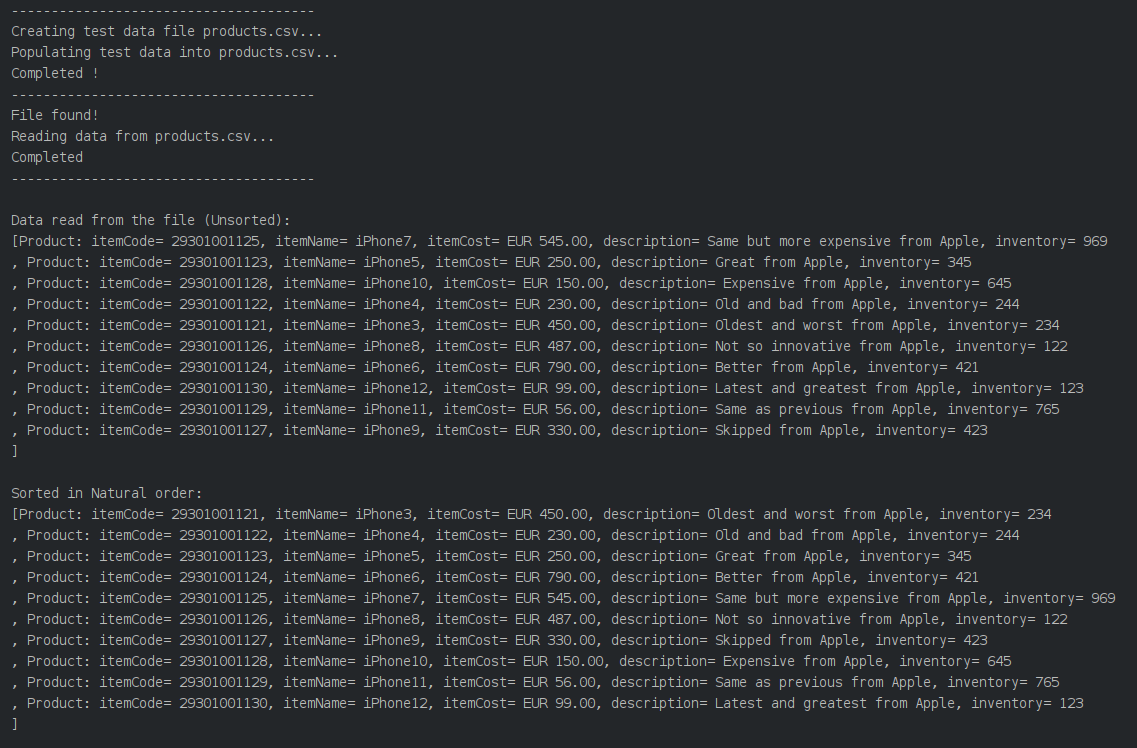 --------------------------------------
Creating test data file products.csv...
Populating test data into products.csv...
Completed !
--------------------------------------
File found!
Reading data from products.csv...
Completed
--------------------------------------
Data read from the file (Unsorted):
[Product: itemCode= 29301001125, itemName= iPhone7, itemCost= EUR 545.00, description= Same but more expensive from Apple, inventory= 969
, Product: itemCode= 29301001123, itemName= iPhone5, itemCost= EUR 250.00, description= Great from Apple, inventory= 345
, Product: itemCode= 29301001128, itemName= iPhone10, itemCost= EUR 150.00, description= Expensive from Apple, inventory= 645
, Product: itemCode= 29301001122, itemName= iPhone4, itemCost= EUR 230.00, description= Old and bad from Apple, inventory= 244
, Product: itemCode= 29301001121, itemName= iPhone3, itemCost= EUR 450.00, description= Oldest and worst from Apple, inventory= 234
, Product: itemCode= 29301001126, itemName= iPhone8, itemCost= EUR 487.00, description= Not so innovative from Apple, inventory= 122
, Product: itemCode= 29301001124, itemName= iPhone6, itemCost= EUR 790.00, description= Better from Apple, inventory= 421
, Product: itemCode= 29301001130, itemName= iPhone12, itemCost= EUR 99.00, description= Latest and greatest from Apple, inventory= 123
, Product: itemCode= 29301001129, itemName= iPhone11, itemCost= EUR 56.00, description= Same as previous from Apple, inventory= 765
, Product: itemCode= 29301001127, itemName= iPhone9, itemCost= EUR 330.00, description= Skipped from Apple, inventory= 423
]
Sorted in Natural order:
[Product: itemCode= 29301001121, itemName= iPhone3, itemCost= EUR 450.00, description= Oldest and worst from Apple, inventory= 234
, Product: itemCode= 29301001122, itemName= iPhone4, itemCost= EUR 230.00, description= Old and bad from Apple, inventory= 244
, Product: itemCode= 29301001123, itemName= iPhone5, itemCost= EUR 250.00, description= Great from Apple, inventory= 345
, Product: itemCode= 29301001124, itemName= iPhone6, itemCost= EUR 790.00, description= Better from Apple, inventory= 421
, Product: itemCode= 29301001125, itemName= iPhone7, itemCost= EUR 545.00, description= Same but more expensive from Apple, inventory= 969
, Product: itemCode= 29301001126, itemName= iPhone8, itemCost= EUR 487.00, description= Not so innovative from Apple, inventory= 122
, Product: itemCode= 29301001127, itemName= iPhone9, itemCost= EUR 330.00, description= Skipped from Apple, inventory= 423
, Product: itemCode= 29301001128, itemName= iPhone10, itemCost= EUR 150.00, description= Expensive from Apple, inventory= 645
, Product: itemCode= 29301001129, itemName= iPhone11, itemCost= EUR 56.00, description= Same as previous from Apple, inventory= 765
, Product: itemCode= 29301001130, itemName= iPhone12, itemCost= EUR 99.00, description= Latest and greatest from Apple, inventory= 123
]